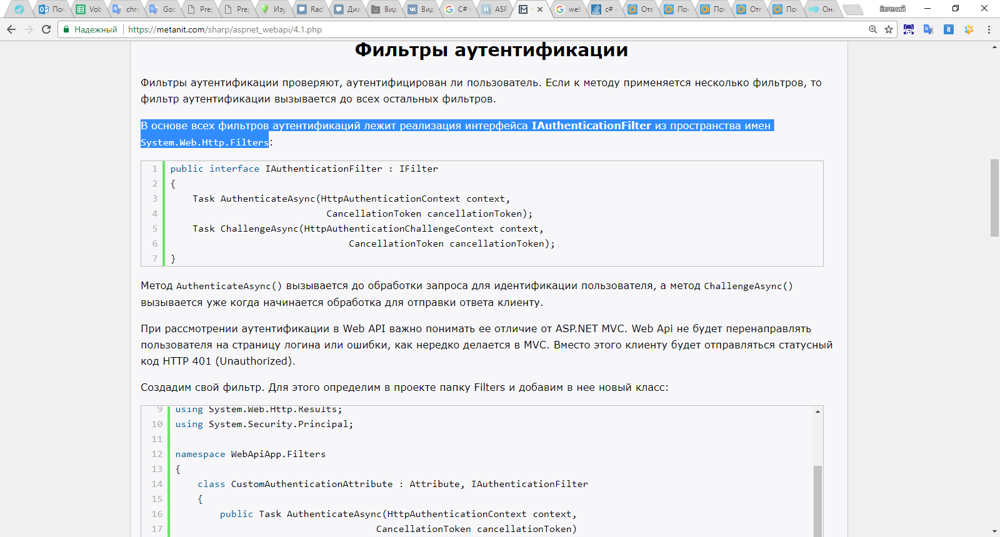 Поч
Vob
chro
Goo
Prep
Prep
Изу
Rad
Диа
Вид
Вид
C#
ASP
web
c# -
Отв
Поч
Поч
Отп
Поч
Он
Евгений
Надежный https://metanit.com/sharp/aspnet_webapi/4.1.php
Фильтры аутентификации
Фильтры аутентификации проверяют, аутентифицирован ли пользователь. Если к методу применяется несколько фильтров, то
фильтр аутентификации вызывается до всех остальных фильтров.
В основе всех фильтров аутентификаций лежит реализация интерфейса IAuthenticationFilter из пространства имен
System.Web.Http.Filters:
1 public interface IAuthenticationFilter : IFilter
2 {
3 Task AuthenticateAsync(HttpAuthenticationContext context,
4 CancellationToken cancellationToken);
5 Task ChallengeAsync(HttpAuthenticationChallengeContext context,
6 CancellationToken cancellationToken);
7 }
Метод AuthenticateAsync() вызывается до обработки запроса для идентификации пользователя, а метод ChallengeAsync()
вызывается уже когда начинается обработка для отправки ответа клиенту.
При рассмотрении аутентификации в Web API важно понимать ее отличие от ASP.NET MVC. Web Api не будет перенаправлять
пользователя на страницу логина или ошибки, как нередко делается в MVC. Вместо этого клиенту будет отправляться статусный
код HTTP 401 (Unauthorized).
Создадим свой фильтр. Для этого определим в проекте папку Filters и добавим в нее новый класс:
9 using System.Web.Http.Results;
10 using System.Security.Principal;
11
12 namespace WebApiApp.Filters
13 {
14 class CustomAuthenticationAttribute : Attribute, IAuthenticationFilter
15 {
16 public Task AuthenticateAsync(HttpAuthenticationContext context,
17 CancellationToken cancellationToken)